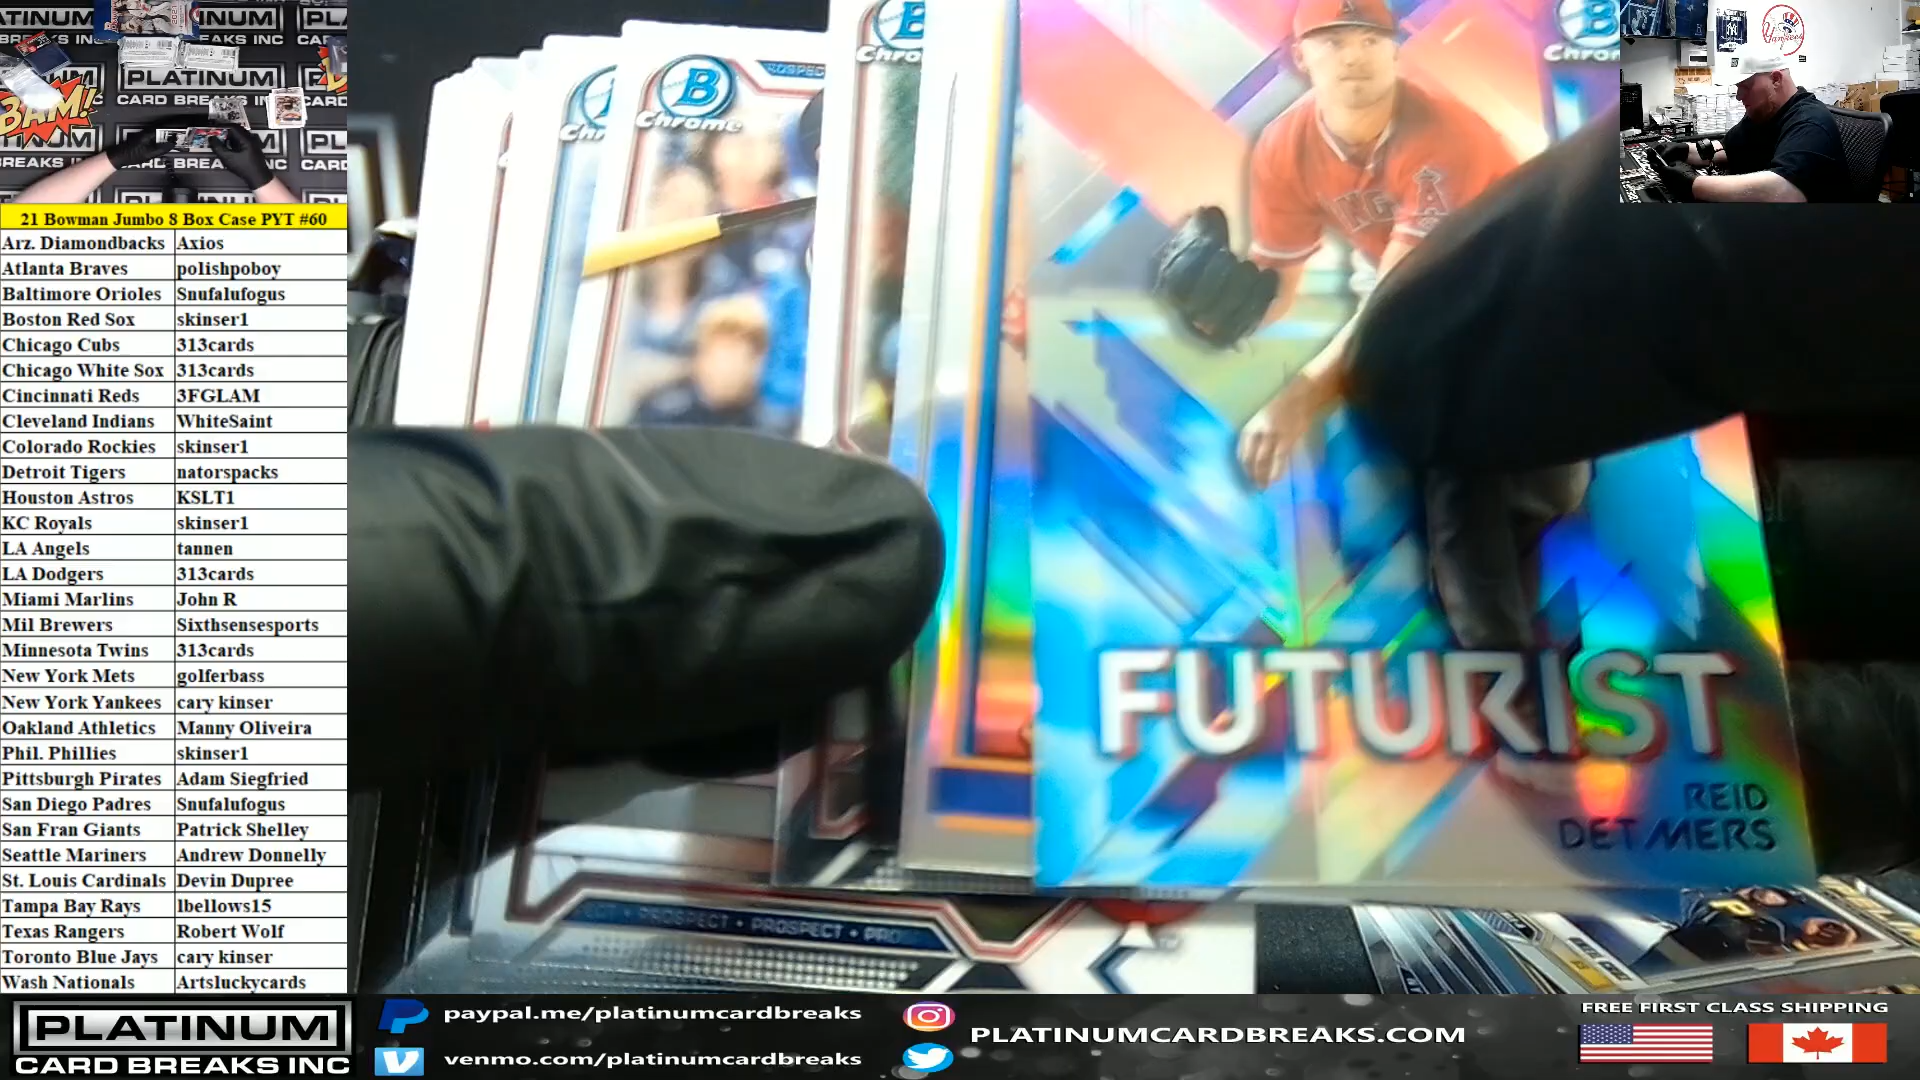 21 Bowman Jumbo 8 Box Case PYT #60
Arz. Diamondbacks Axios
Atlanta Braves polishpoboy
Baltimore Orioles Snufalufogus
Boston Red Sox skinser1
Chicago Cubs 313cards
Chicago White Sox 313cards
Cincinnati Reds 3FGLAM
Cleveland Indians WhiteSaint
Colorado Rockies skinser1
Detroit Tigers natorspacks
Houston Astros KSLT1
KC Royals skinser1
LA Angels tannen
LA Dodgers 313cards
Miami Marlins John R
Mil Brewers Sixthsensesports
Minnesota Twins 313cards
New York Mets golferbass
New York Yankees cary kinser
Oakland Athletics Manny Oliveira
Phil. Phillies skinser1
Pittsburgh Pirates Adam Siegfried
San Diego Padres Snufalufogus
San Fran Giants Patrick Shelley
Seattle Mariners Andrew Donnelly
St. Louis Cardinals Devin Dupree
Tampa Bay Rays lbellows15
Texas Rangers Robert Wolf
Toronto Blue Jays cary kinser
Wash Nationals Artsluckycards
PLATINUM
CARD BREAKS INC
BAM!
B
Chrome
Chro
FUTURIST
REID
DETMERS
PROSPECT • PROSPECT
Yankees
PLATINUM
CARD BREAKS INC
paypal.me/platinumcardbreaks
venmo.com/platinumcardbreaks
PLATINUMCARDBREAKS.COM
FREE FIRST CLASS SHIPPING